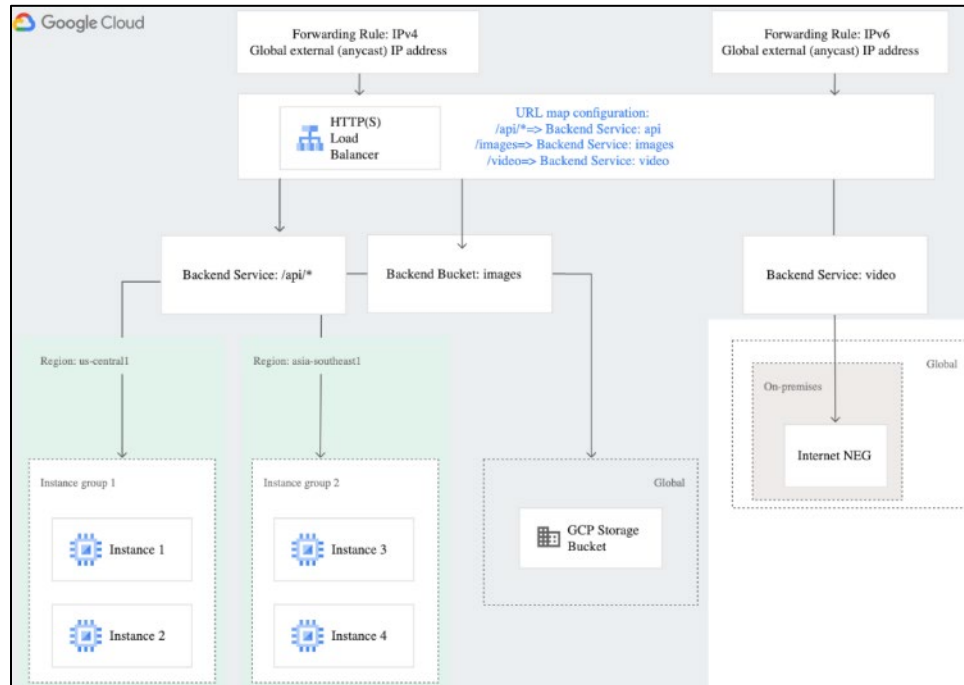 Google Cloud
Forwarding Rule: IPv4
Global external (anycast) IP address
Forwarding Rule: IPv6
Global external (anycast) IP address
HTTP(S)
Load
Balancer
URL map configuration:
/api/*=> Backend Service: api
/images=> Backend Service: images
/video=> Backend Service: video
Backend Service: /api/*
Backend Bucket: images
Backend Service: video
Region: us-central1
Region: asia-southeast1
Global
On-premises
Internet NEG
Instance group 1
Instance group 2
Global
Instance 1
Instance 3
GCP Storage
Bucket
Instance 2
Instance 4